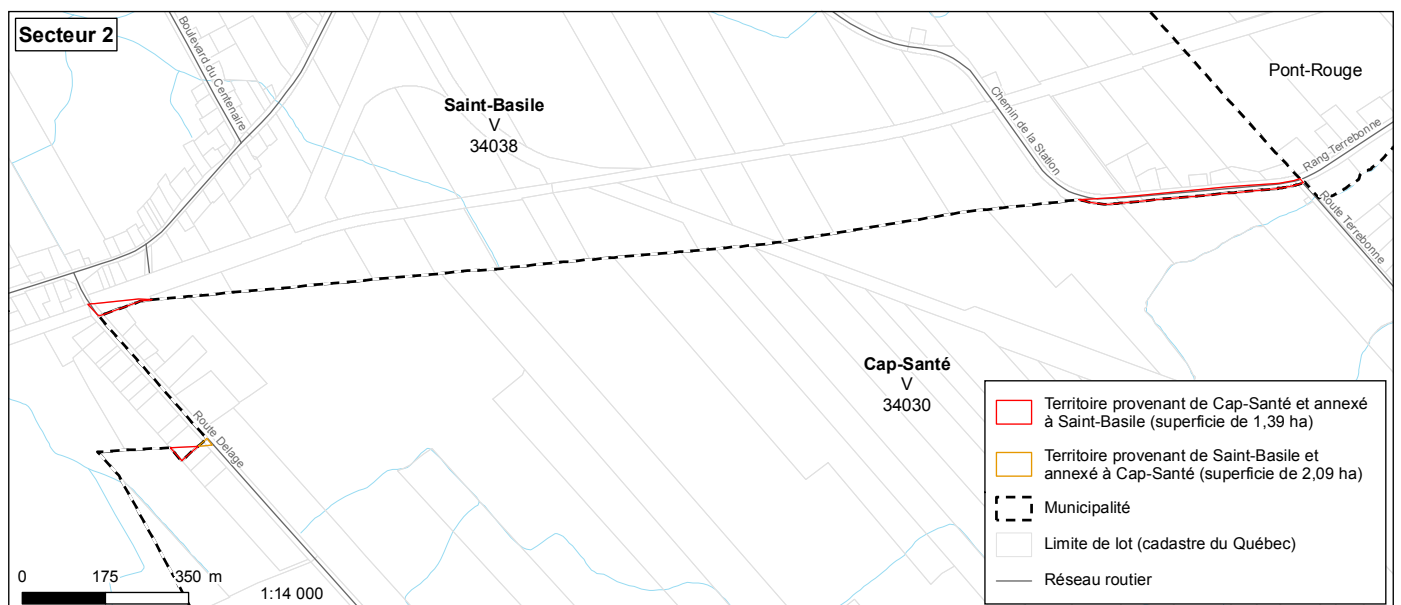 Secteur 2
Boulevard du Centenaire
Saint-Basile
V
34038
Chemin de la Station
Pont-Rouge
Rang Terrebonne
Route Terrebonne
Cap-Santé
V
34030
Route Delage
Territoire provenant de Cap-Santé et annexé
à Saint-Basile (superficie de 1,39 ha)
Territoire provenant de Saint-Basile et
annexé à Cap-Santé (superficie de 2,09 ha)
Municipalité
Limite de lot (cadastre du Québec)
Réseau routier
0 175 350 m
1:14 000